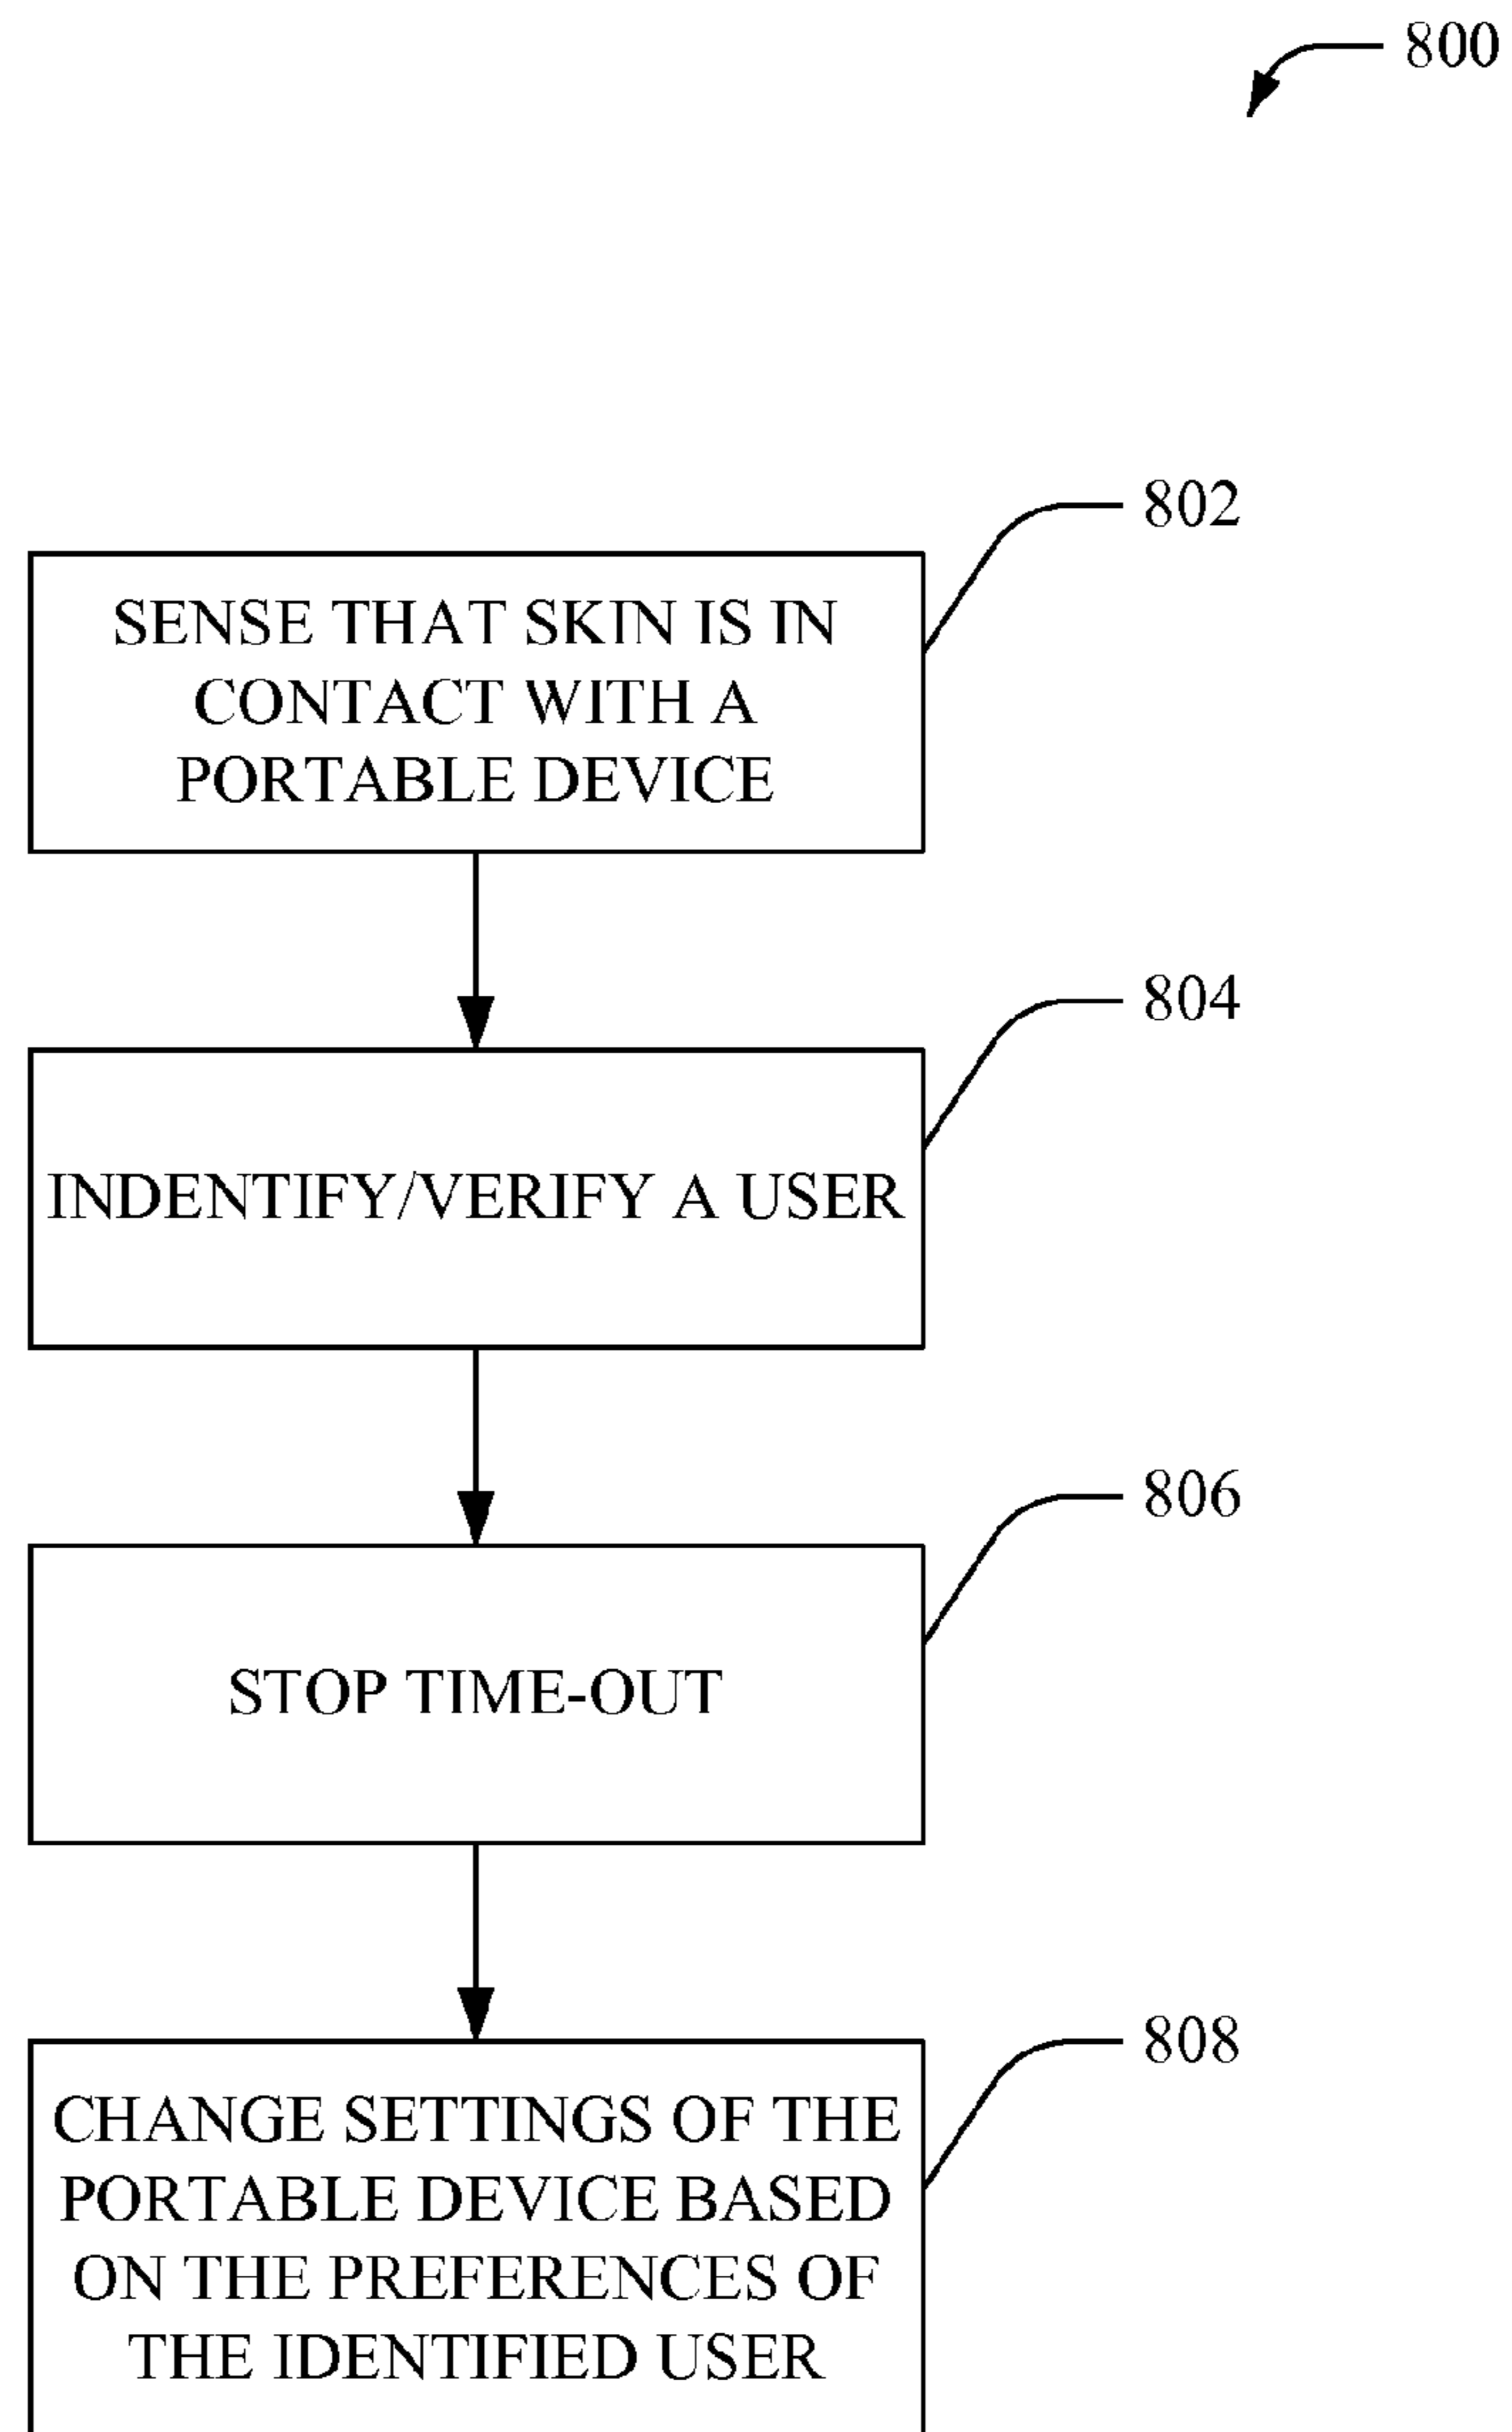 800
802
SENSE THAT SKIN IS IN
CONTACT WITH A
PORTABLE DEVICE
804
INDENTIFY/VERIFY A USER
806
STOP TIME-OUT
808
CHANGE SETTINGS OF THE
PORTABLE DEVICE BASED
ON THE PREFERENCES OF
THE IDENTIFIED USER